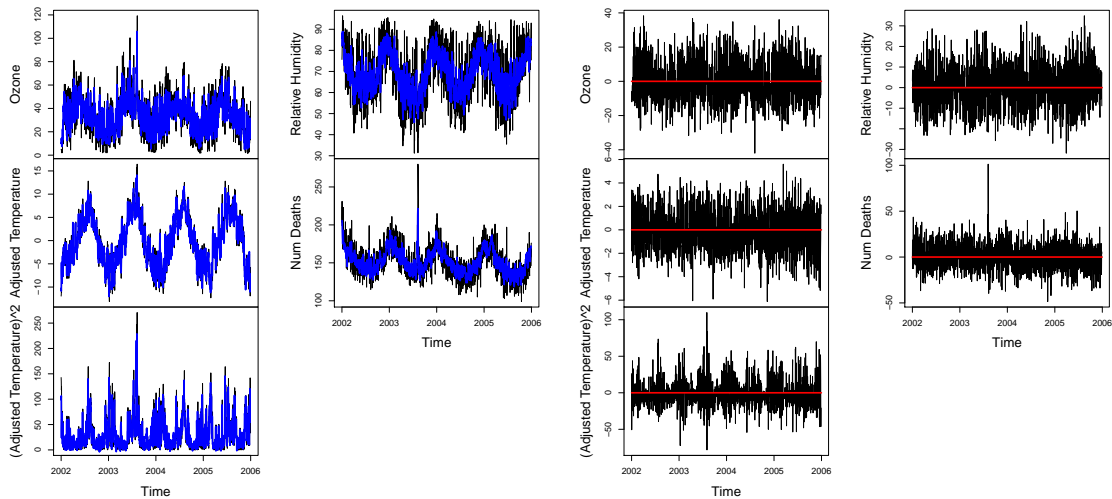 Ozone
0 20 40 60 80 100 120
Adjusted Temperature
-10 -5 0 5 10 15
(Adjusted Temperature)^2
0 50 100 150 200 250
2002 2003 2004 2005 2006
Time
Relative Humidity
30 40 50 60 70 80 90
Num Deaths
100 150 200 250
2002 2003 2004 2005 2006
Time
Ozone
-40 -20 0 20 40
Adjusted Temperature
-6 -4 -2 0 2 4 6
(Adjusted Temperature)^2
-50 0 50 100
2002 2003 2004 2005 2006
Time
Relative Humidity
-30 -20 -10 0 10 20 30
Num Deaths
-50 0 50 100
2002 2003 2004 2005 2006
Time